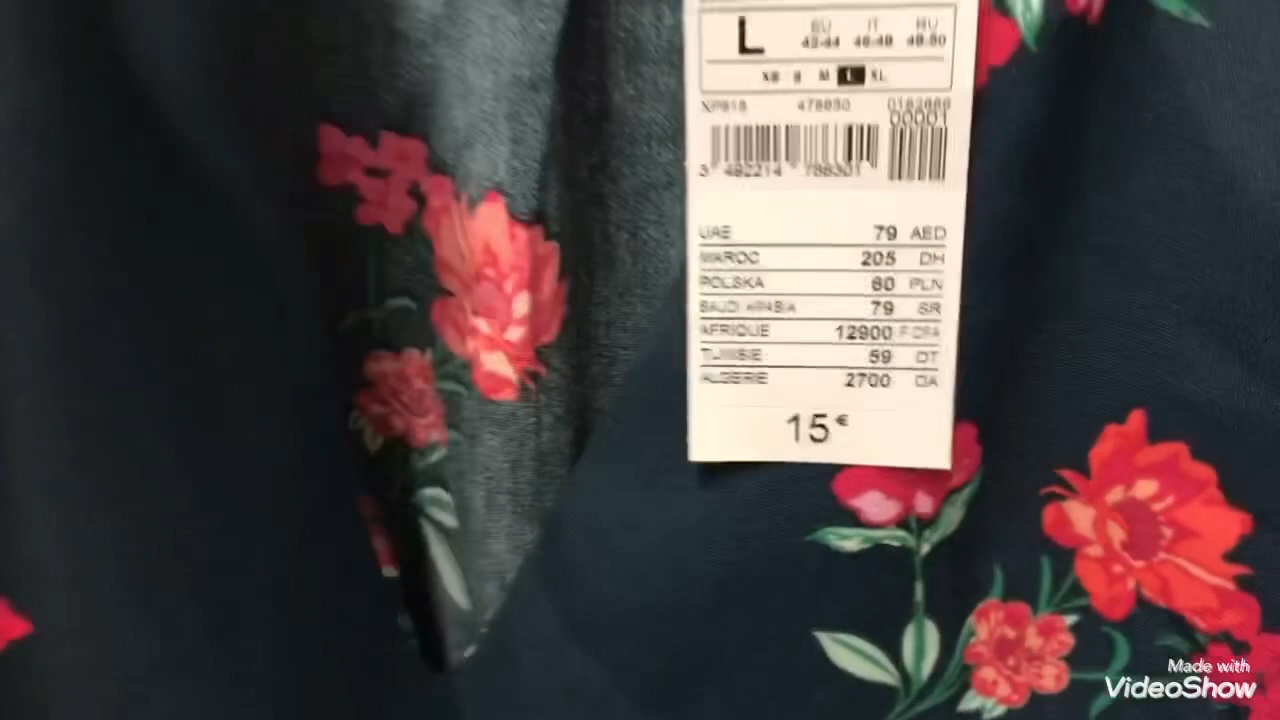 L
EU IT RU
42-44 46-48 48-50
XS S M L XL
00001
UAE 79 AED
MAROC 205 DH
POLSKA 60 PLN
SAUDI ARABIA 79 SR
AFRIQUE 12900 F CFA
TUNISIE 59 DT
ALGERIE 2700 DA
15€
Made with
VideoShow